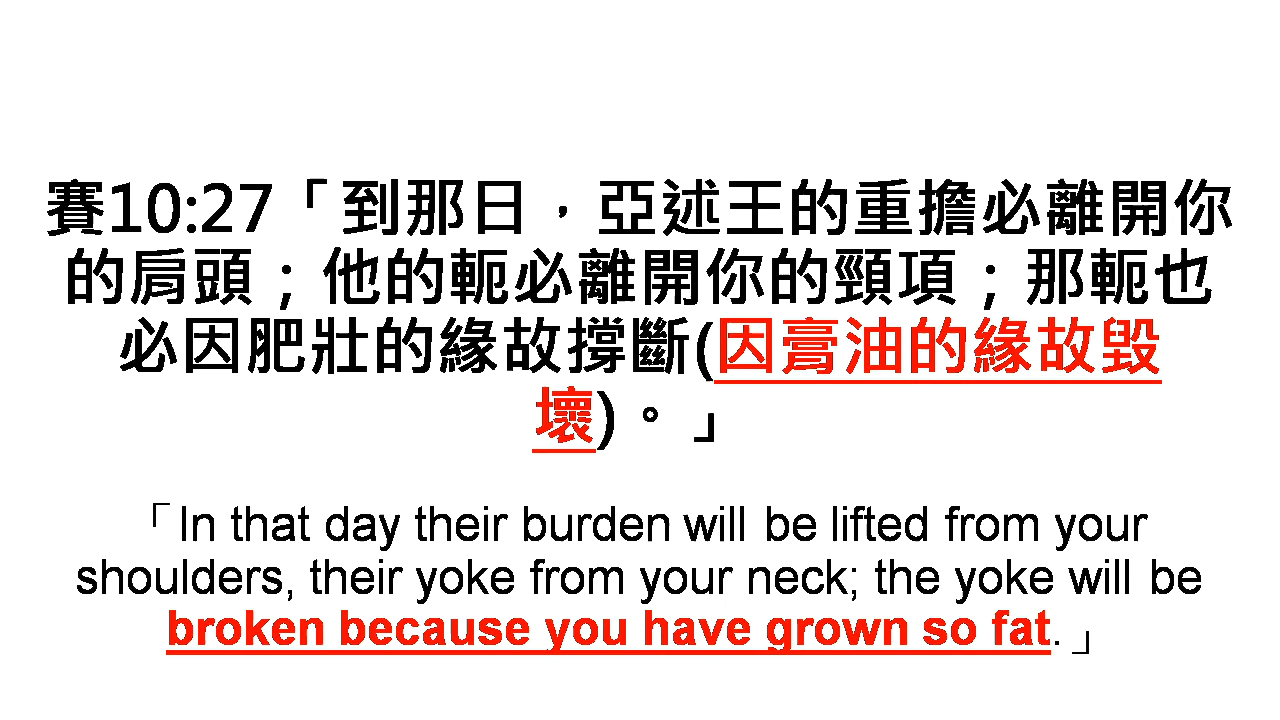 賽10:27「到那日，亞述王的重擔必離開你
的肩頭；他的軛必離開你的頸項；那軛也
必因肥壯的緣故撐斷(因膏油的緣故毀
壞)。」
「In that day their burden will be lifted from your
shoulders, their yoke from your neck; the yoke will be
broken because you have grown so fat.」